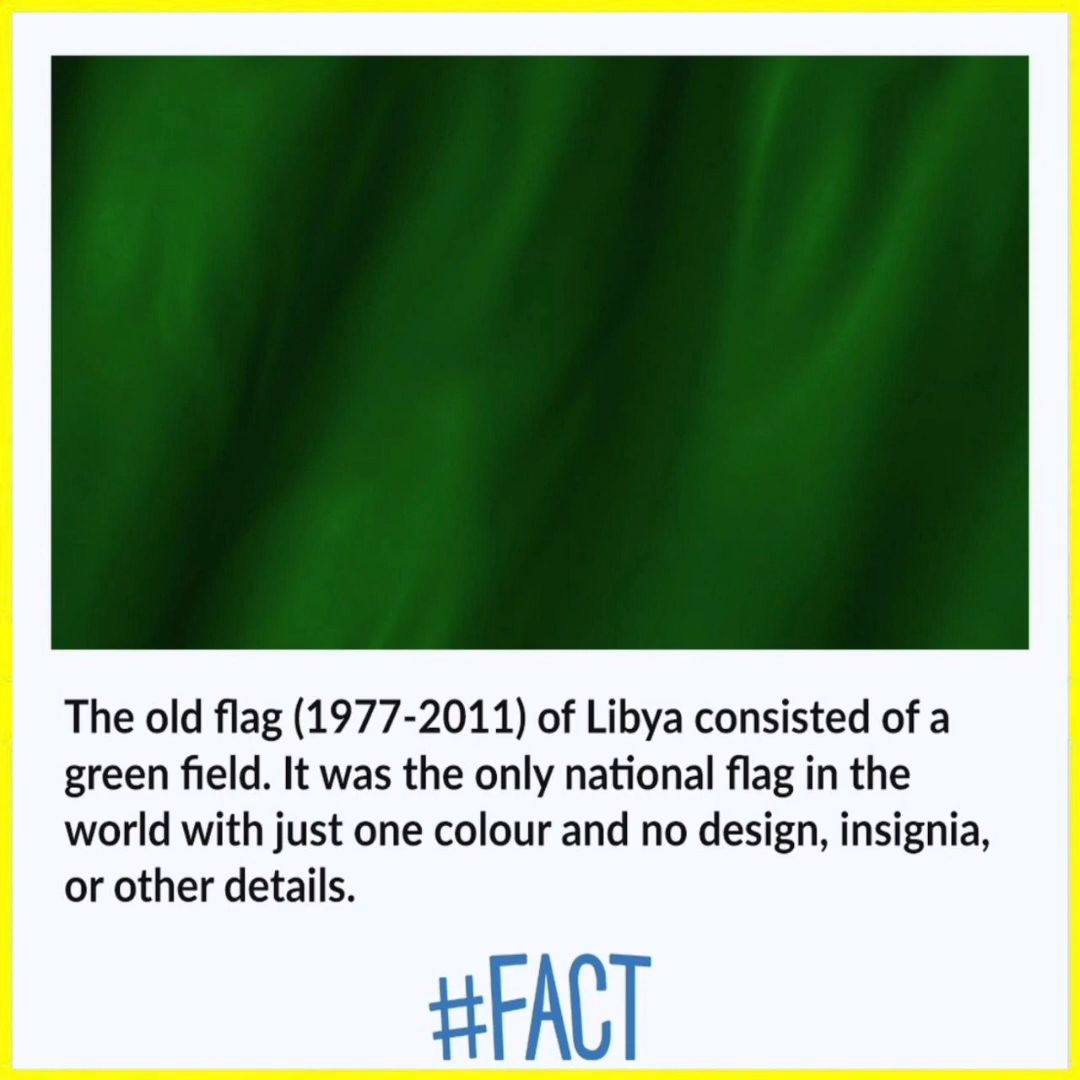 The old flag (1977-2011) of Libya consisted of a
green field. It was the only national flag in the
world with just one colour and no design, insignia,
or other details.
#FACT